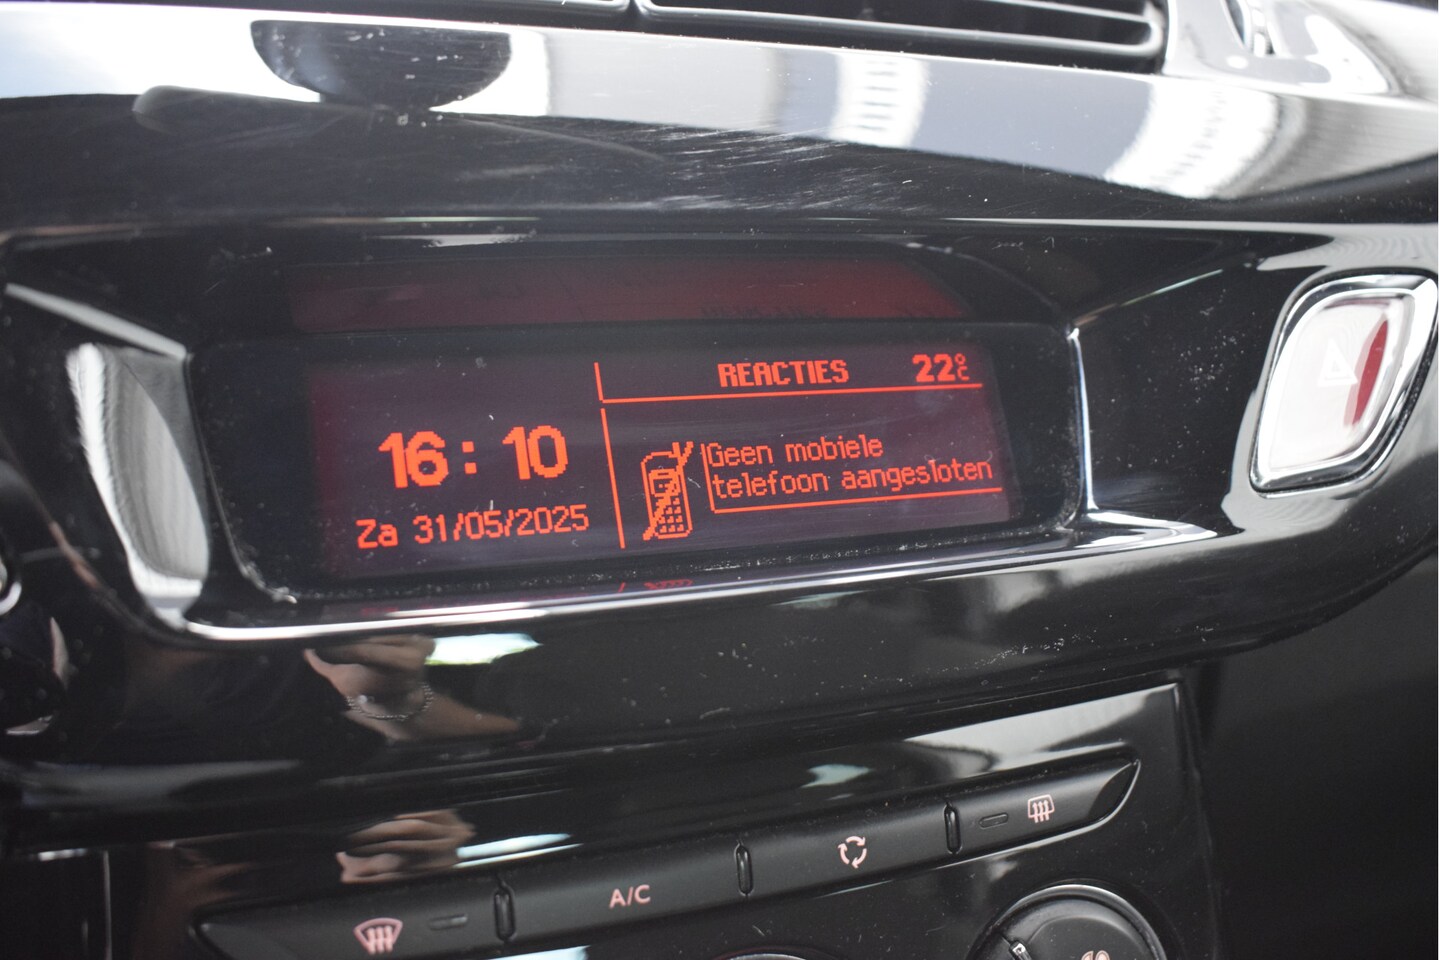 REACTIES 22°C
16:10
Geen mobiele
telefoon aangesloten
Za 31/05/2025
A/C